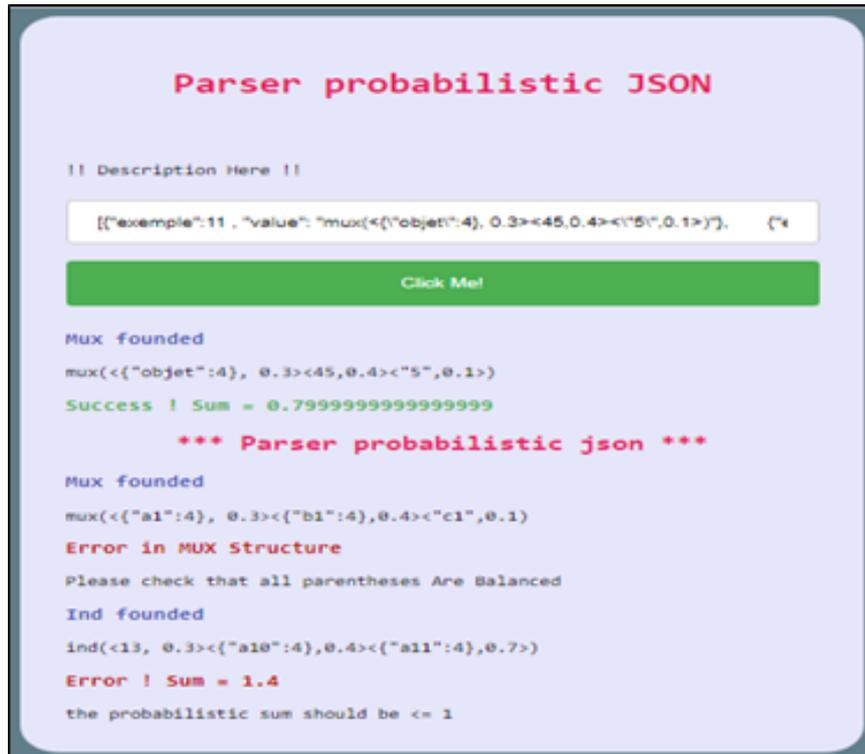 Parser probabilistic JSON
!! Description Here !!
[{"exemple":11 , "value": "mux(<{\"objet\":4}, 0.3><45,0.4><\"5\",0.1>)"}, {"e
Click Me!
Mux founded
mux(<{"objet":4}, 0.3><45,0.4><"5",0.1>)
Success ! Sum = 0.7999999999999999
*** Parser probabilistic json ***
Mux founded
mux(<{"a1":4}, 0.3><{"b1":4},0.4><"c1",0.1)
Error in MUX Structure
Please check that all parentheses Are Balanced
Ind founded
ind(<13, 0.3><{"a10":4},0.4><{"a11":4},0.7>)
Error ! Sum = 1.4
the probabilistic sum should be <= 1